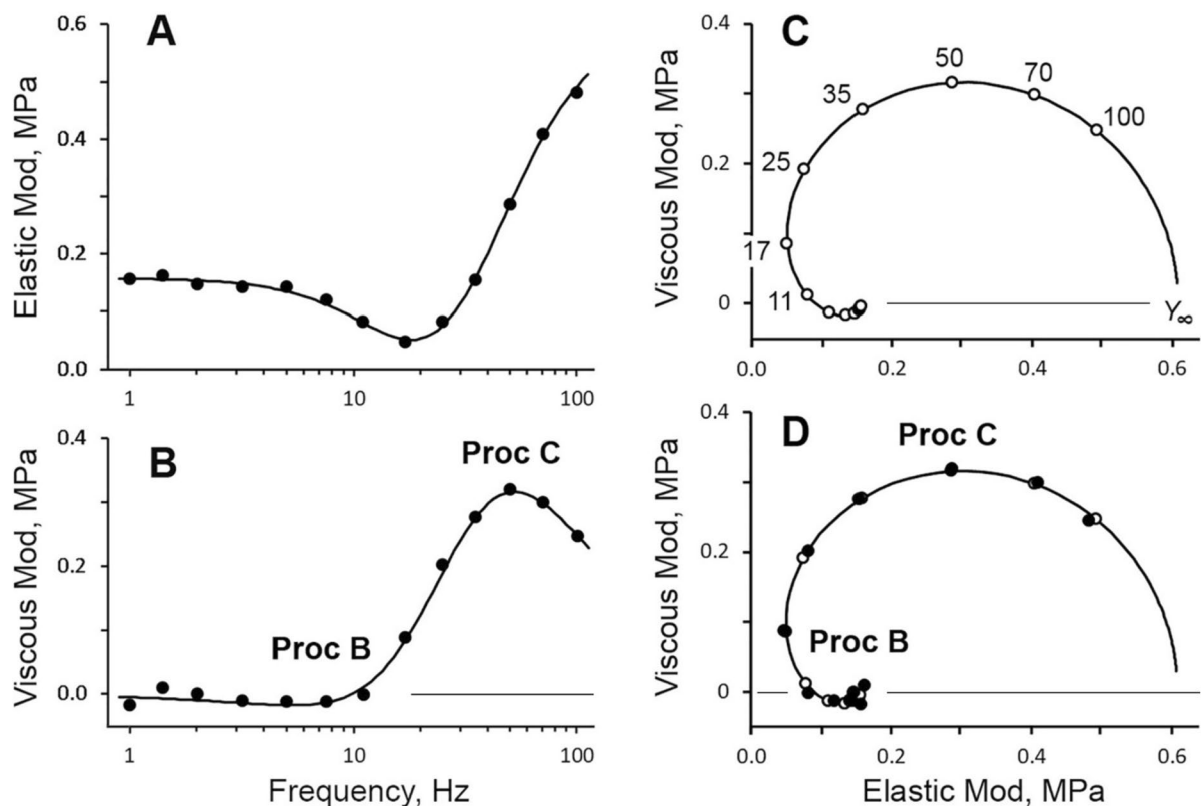 A
Elastic Mod, MPa
0.6
0.4
0.2
0.0
1
10
100
B
Viscous Mod, MPa
0.4
0.2
0.0
Proc B
Proc C
1
10
100
Frequency, Hz
C
Viscous Mod, MPa
0.4
0.2
0
11
17
25
35
50
70
100
Y∞
0.0
0.2
0.4
0.6
D
Viscous Mod, MPa
0.4
0.2
0
Proc C
Proc B
0.0
0.2
0.4
0.6
Elastic Mod, MPa